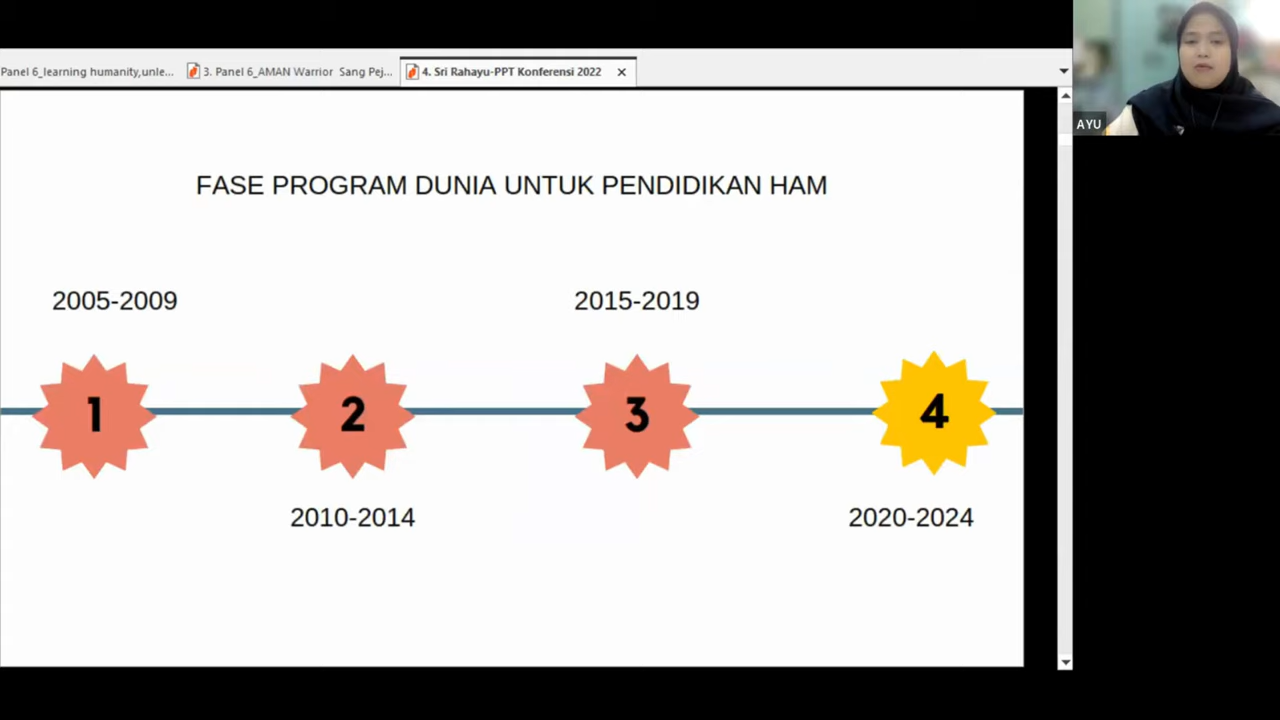 Panel 6_learning humanity,unle...
3. Panel 6_AMAN Warrior Sang Pej...
4. Sri Rahayu-PPT Konferensi 2022
AYU
FASE PROGRAM DUNIA UNTUK PENDIDIKAN HAM
2005-2009
2015-2019
1
2
3
4
2010-2014
2020-2024